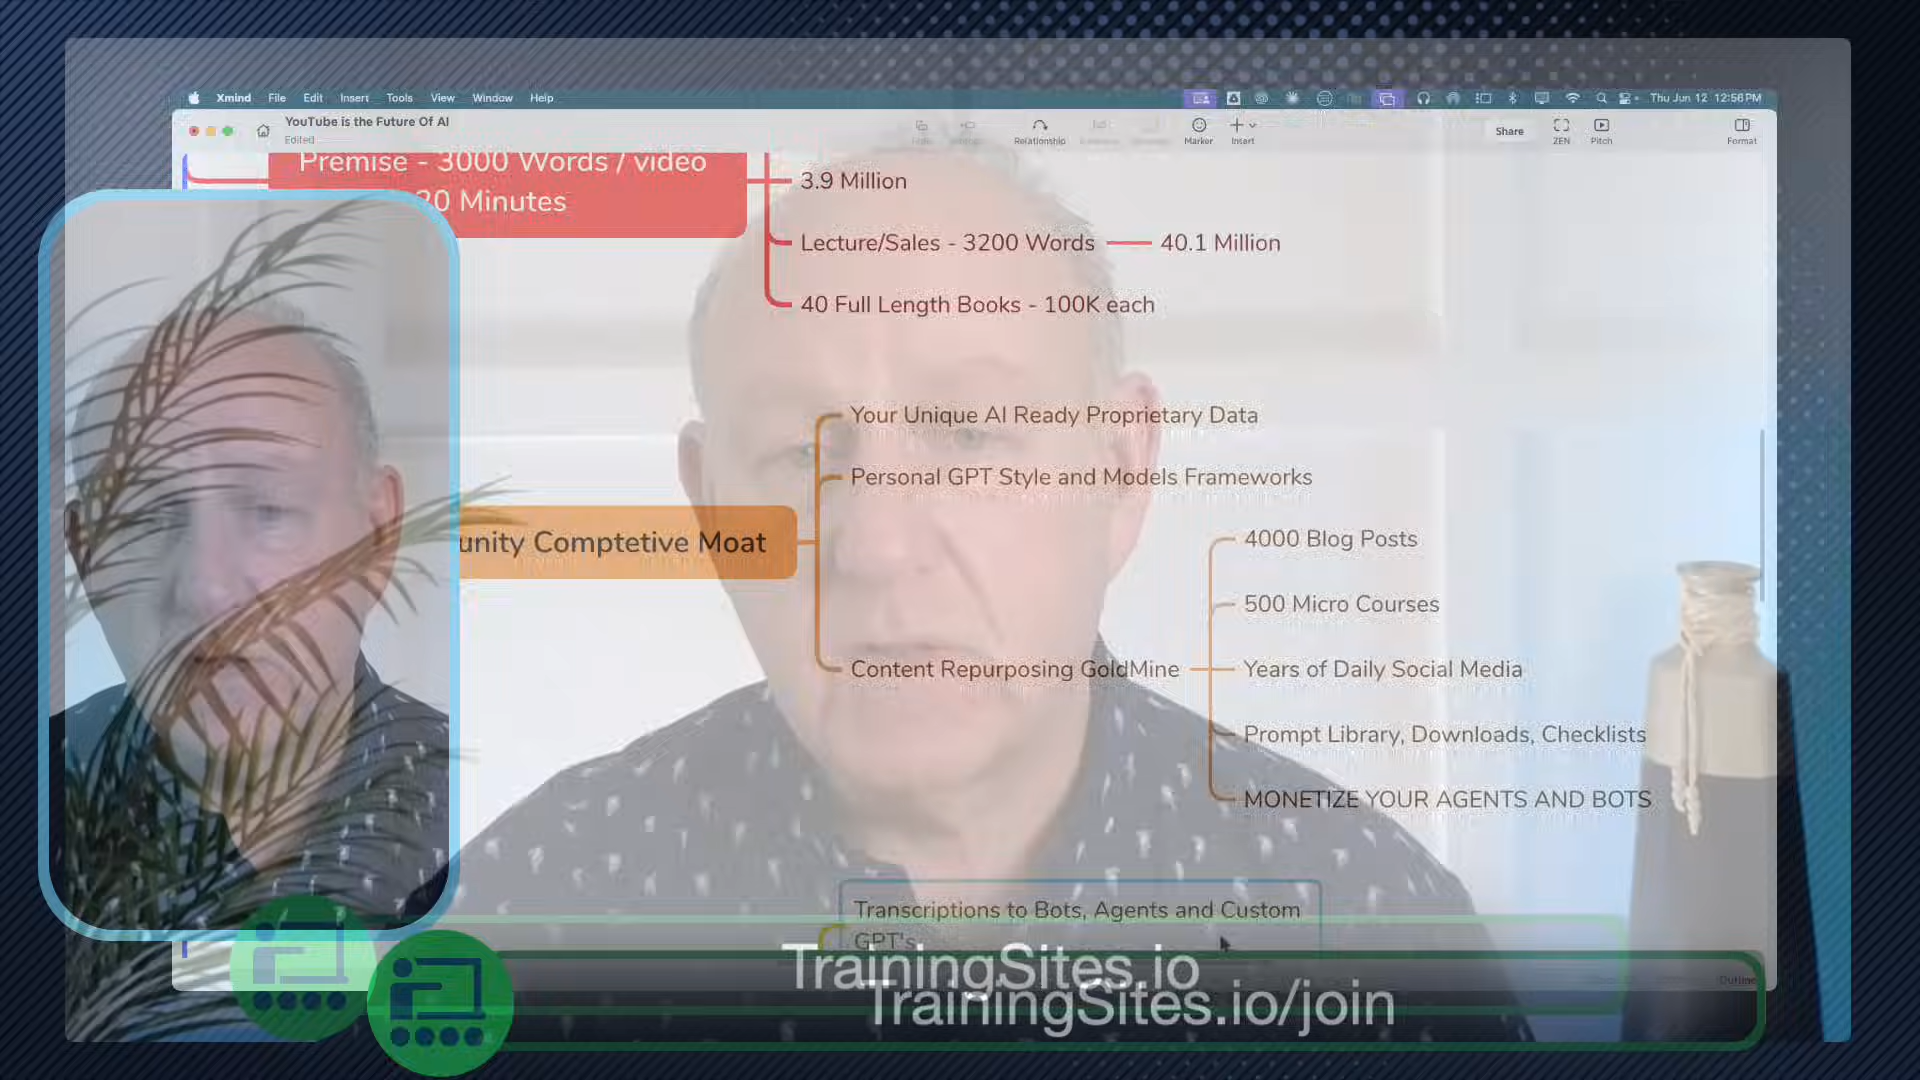 Xmind File Edit Insert Tools View Window Help
Thu Jun 12 12:56 PM
YouTube is the Future Of AI
Edited
Relationship
Marker
Insert
Share
ZEN
Pitch
Format
Premise - 3000 Words / video
20 Minutes
3.9 Million
Lecture/Sales - 3200 Words
40.1 Million
40 Full Length Books - 100K each
unity Comptetive Moat
Your Unique AI Ready Proprietary Data
Personal GPT Style and Models Frameworks
Content Repurposing GoldMine
4000 Blog Posts
500 Micro Courses
Years of Daily Social Media
Prompt Library, Downloads, Checklists
MONETIZE YOUR AGENTS AND BOTS
Transcriptions to Bots, Agents and Custom
GPT's
TrainingSites.io
TrainingSites.io/join
Outline